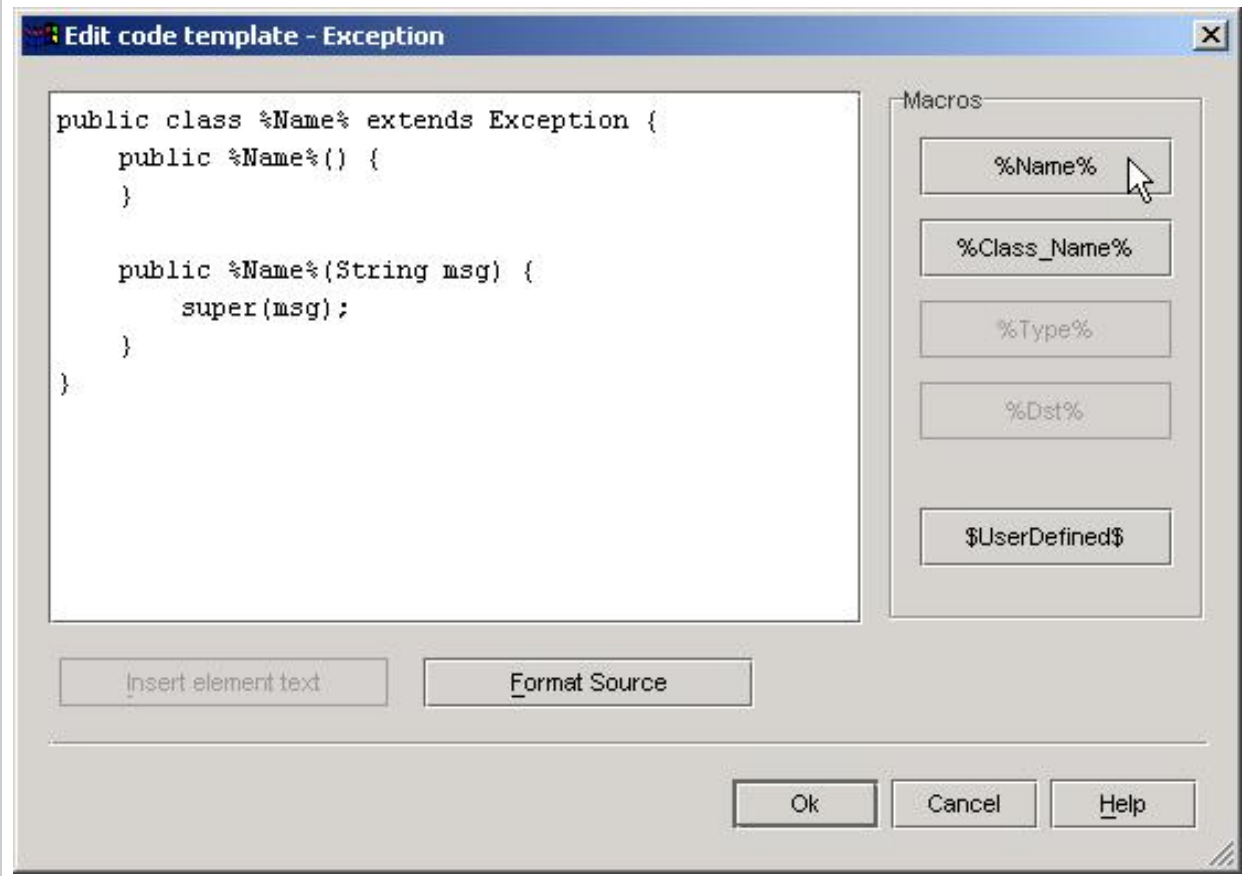 Edit code template - Exception
public class %Name% extends Exception {
    public %Name%() {
    }
    public %Name%(String msg) {
        super(msg);
    }
}
Macros
%Name%
%Class_Name%
%Type%
%Dst%
$UserDefined$
Insert element text
Format Source
Ok
Cancel
Help